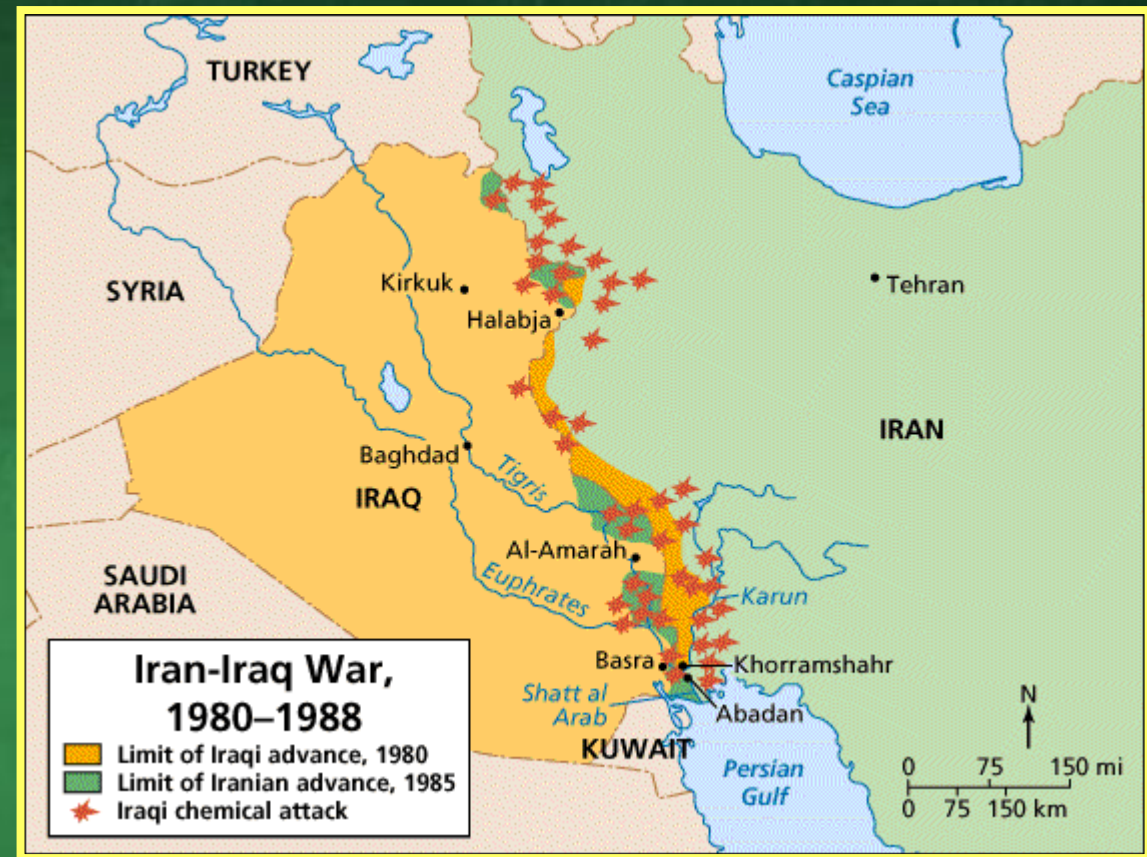 TURKEY
Caspian
Sea
SYRIA
Kirkuk
Tehran
Halabja
IRAN
Baghdad
Tigris
IRAQ
Al-Amarah
SAUDI
ARABIA
Euphrates
Karun
Basra
Khorramshahr
Shatt al
Arab
Abadan
KUWAIT
Persian
Gulf
N
0 75 150 mi
0 75 150 km
Iran-Iraq War,
1980–1988
Limit of Iraqi advance, 1980
Limit of Iranian advance, 1985
Iraqi chemical attack